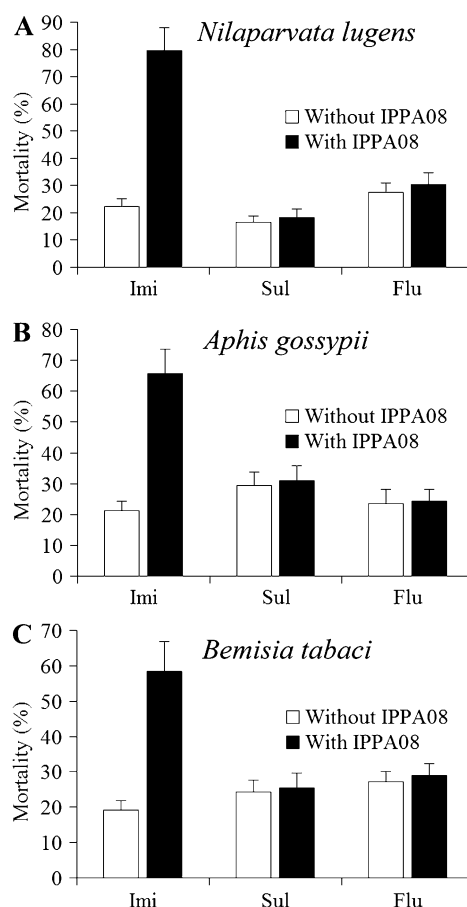 A
Nilaparvata lugens
Mortality (%)
90
80
70
60
50
40
30
20
10
0
Without IPPA08
With IPPA08
Imi Sul Flu
B
Aphis gossypii
Mortality (%)
80
70
60
50
40
30
20
10
0
Without IPPA08
With IPPA08
Imi Sul Flu
C
Bemisia tabaci
Mortality (%)
70
60
50
40
30
20
10
0
Without IPPA08
With IPPA08
Imi Sul Flu